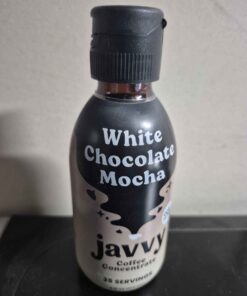 White
Chocolate
Mocha
javvy
Coffee
Concentrate
35 SERVINGS